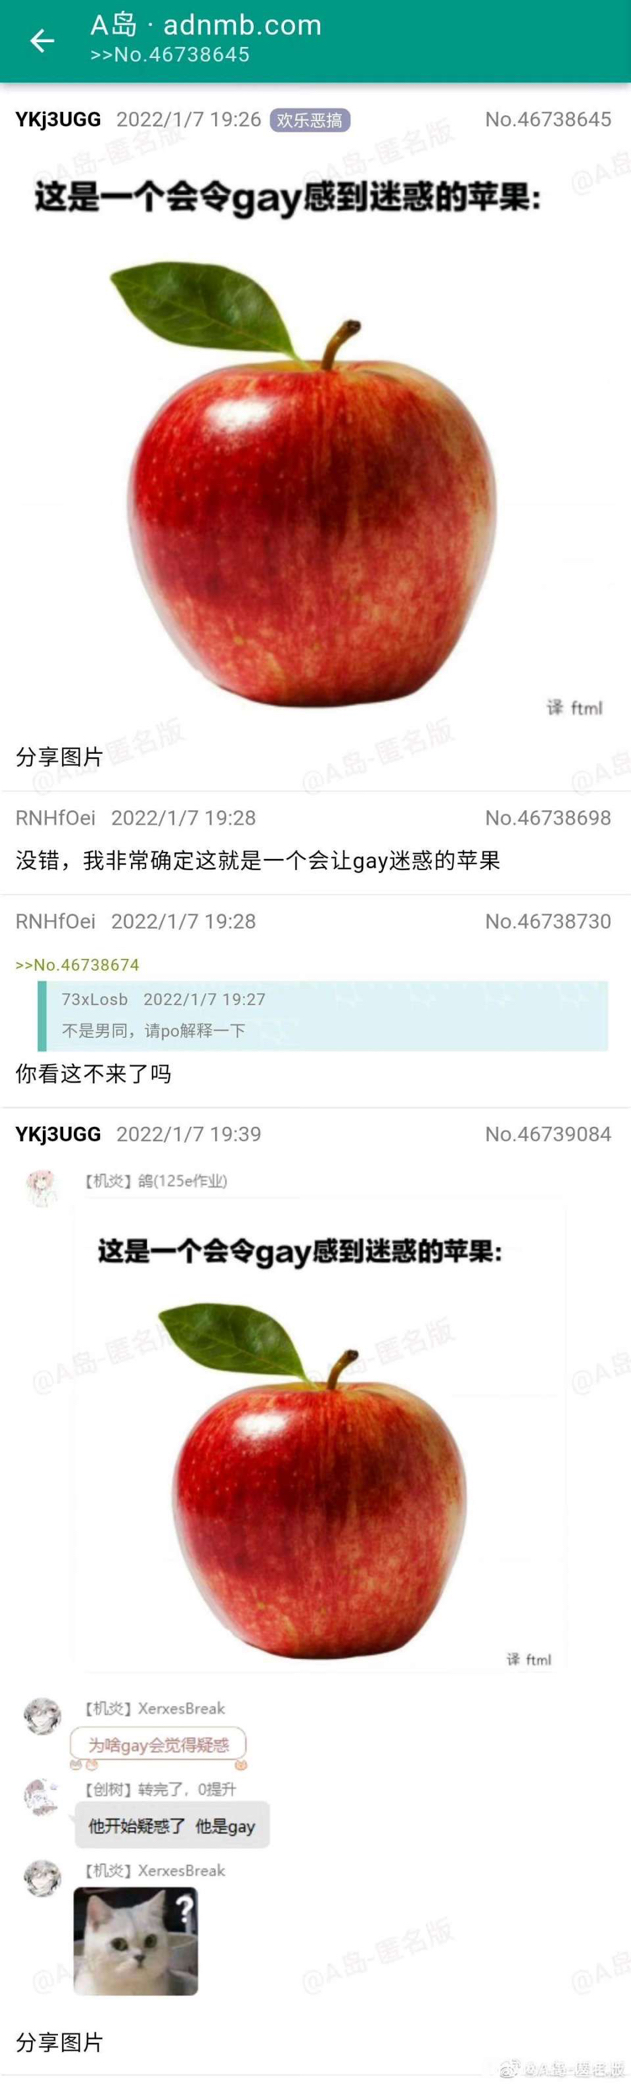 A岛 · adnmb.com
>>No.46738645
YKj3UGG 2022/1/7 19:26 欢乐恶搞 No.46738645
这是一个会令gay感到迷惑的苹果:
译 ftml
分享图片
RNHfOei 2022/1/7 19:28 No.46738698
没错，我非常确定这就是一个会让gay迷惑的苹果
RNHfOei 2022/1/7 19:28 No.46738730
>>No.46738674
73xLosb 2022/1/7 19:27
不是男同，请po解释一下
你看这不来了吗
YKj3UGG 2022/1/7 19:39 No.46739084
【机炎】鸽(125e作业)
这是一个会令gay感到迷惑的苹果:
译 ftml
【机炎】XerxesBreak
为啥gay会觉得疑惑
【创树】转完了，0提升
他开始疑惑了 他是gay
【机炎】XerxesBreak
?
分享图片
@A岛-匿名版